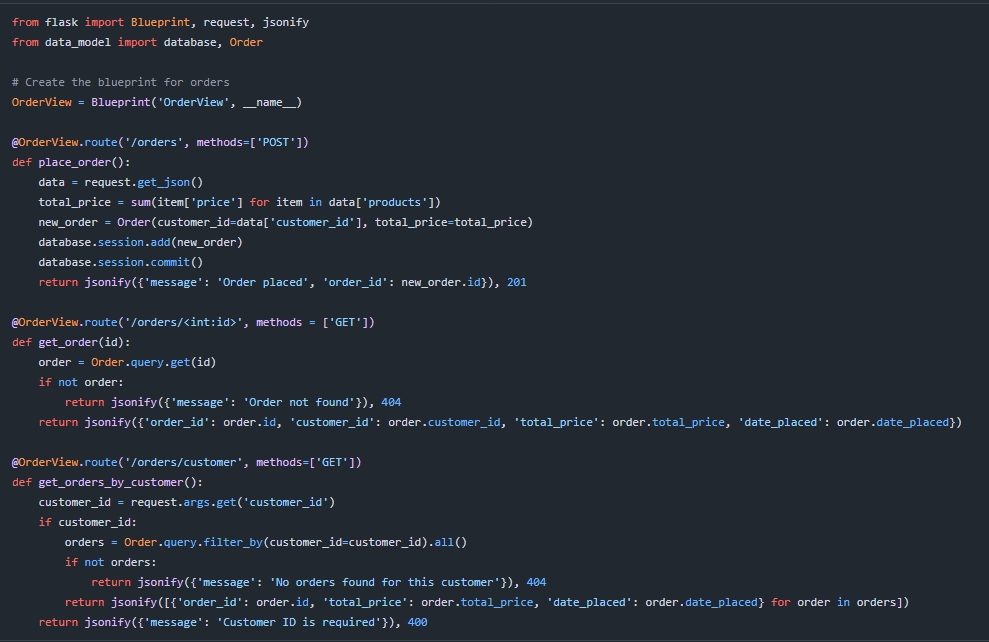 from flask import Blueprint, request, jsonify
from data_model import database, Order

# Create the blueprint for orders
OrderView = Blueprint('OrderView', __name__)

@OrderView.route('/orders', methods=['POST'])
def place_order():
    data = request.get_json()
    total_price = sum(item['price'] for item in data['products'])
    new_order = Order(customer_id=data['customer_id'], total_price=total_price)
    database.session.add(new_order)
    database.session.commit()
    return jsonify({'message': 'Order placed', 'order_id': new_order.id}), 201

@OrderView.route('/orders/<int:id>', methods = ['GET'])
def get_order(id):
    order = Order.query.get(id)
    if not order:
        return jsonify({'message': 'Order not found'}), 404
    return jsonify({'order_id': order.id, 'customer_id': order.customer_id, 'total_price': order.total_price, 'date_placed': order.date_placed})

@OrderView.route('/orders/customer', methods=['GET'])
def get_orders_by_customer():
    customer_id = request.args.get('customer_id')
    if customer_id:
        orders = Order.query.filter_by(customer_id=customer_id).all()
        if not orders:
            return jsonify({'message': 'No orders found for this customer'}), 404
        return jsonify([{'order_id': order.id, 'total_price': order.total_price, 'date_placed': order.date_placed} for order in orders])
    return jsonify({'message': 'Customer ID is required'}), 400